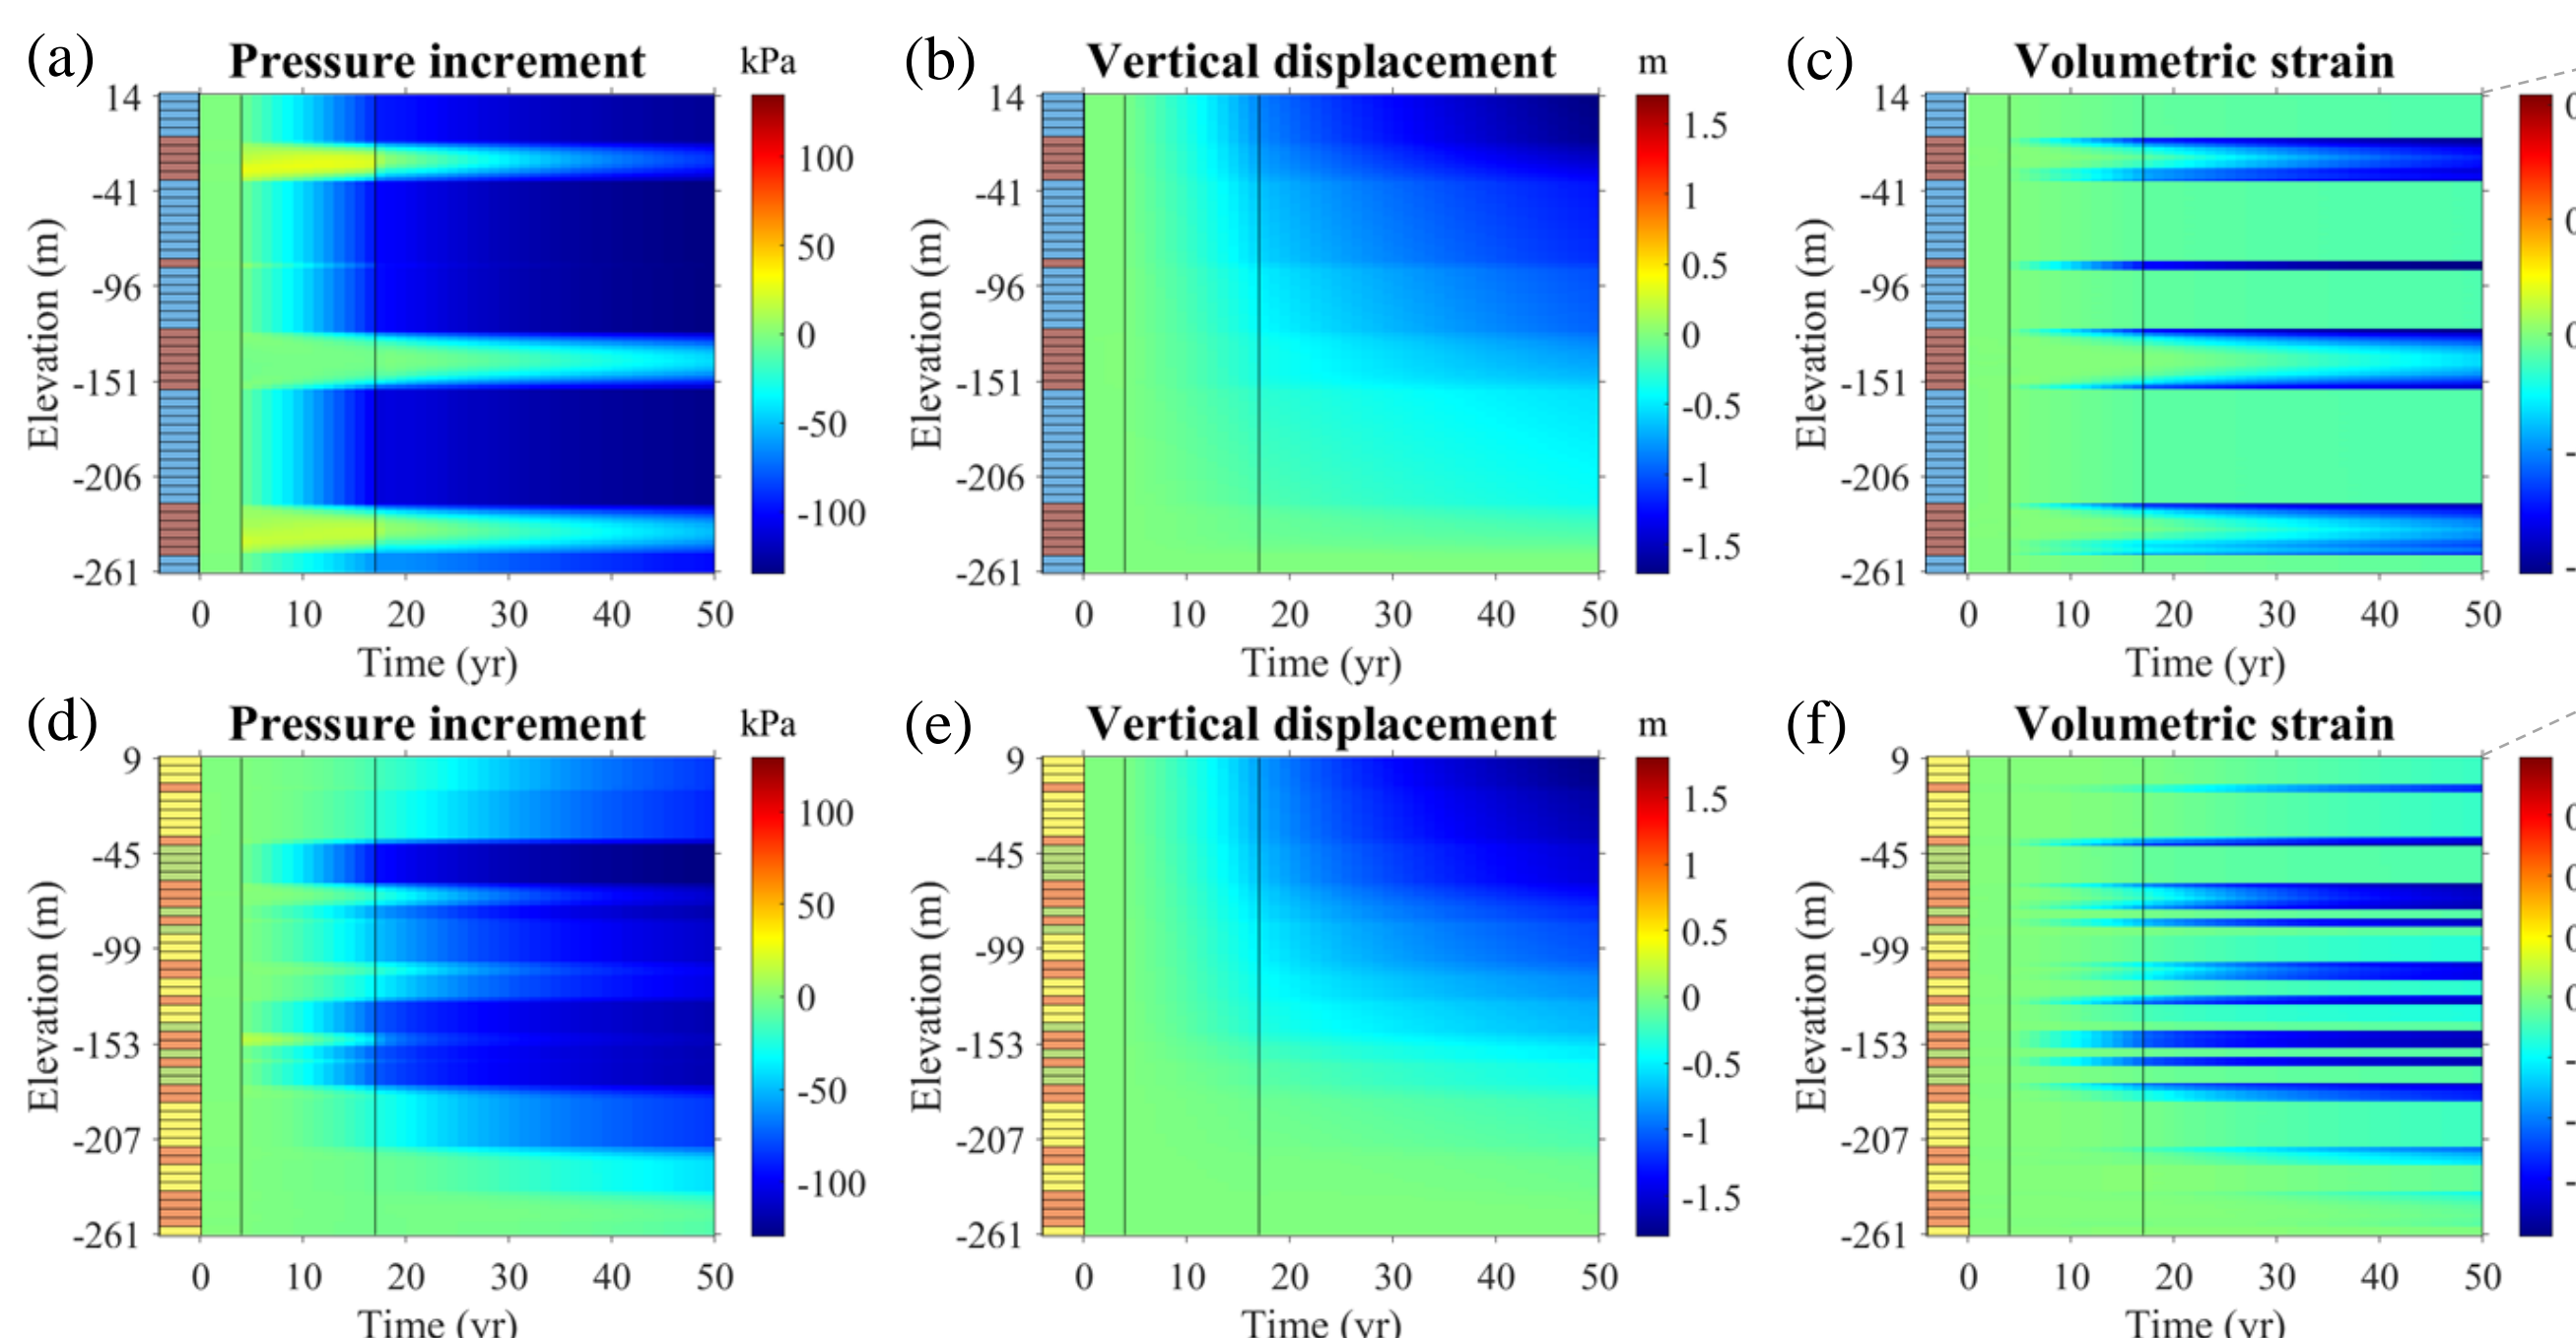 (a) Pressure increment kPa
14
-41
-96
-151
-206
-261
Elevation (m)
0 10 20 30 40 50
Time (yr)
100
50
0
-50
-100
(b) Vertical displacement m
14
-41
-96
-151
-206
-261
Elevation (m)
0 10 20 30 40 50
Time (yr)
1.5
1
0.5
0
-0.5
-1
-1.5
(c) Volumetric strain
14
-41
-96
-151
-206
-261
Elevation (m)
0 10 20 30 40 50
Time (yr)
(d) Pressure increment kPa
9
-45
-99
-153
-207
-261
Elevation (m)
0 10 20 30 40 50
Time (yr)
100
50
0
-50
-100
(e) Vertical displacement m
9
-45
-99
-153
-207
-261
Elevation (m)
0 10 20 30 40 50
Time (yr)
1.5
1
0.5
0
-0.5
-1
-1.5
(f) Volumetric strain
9
-45
-99
-153
-207
-261
Elevation (m)
0 10 20 30 40 50
Time (yr)